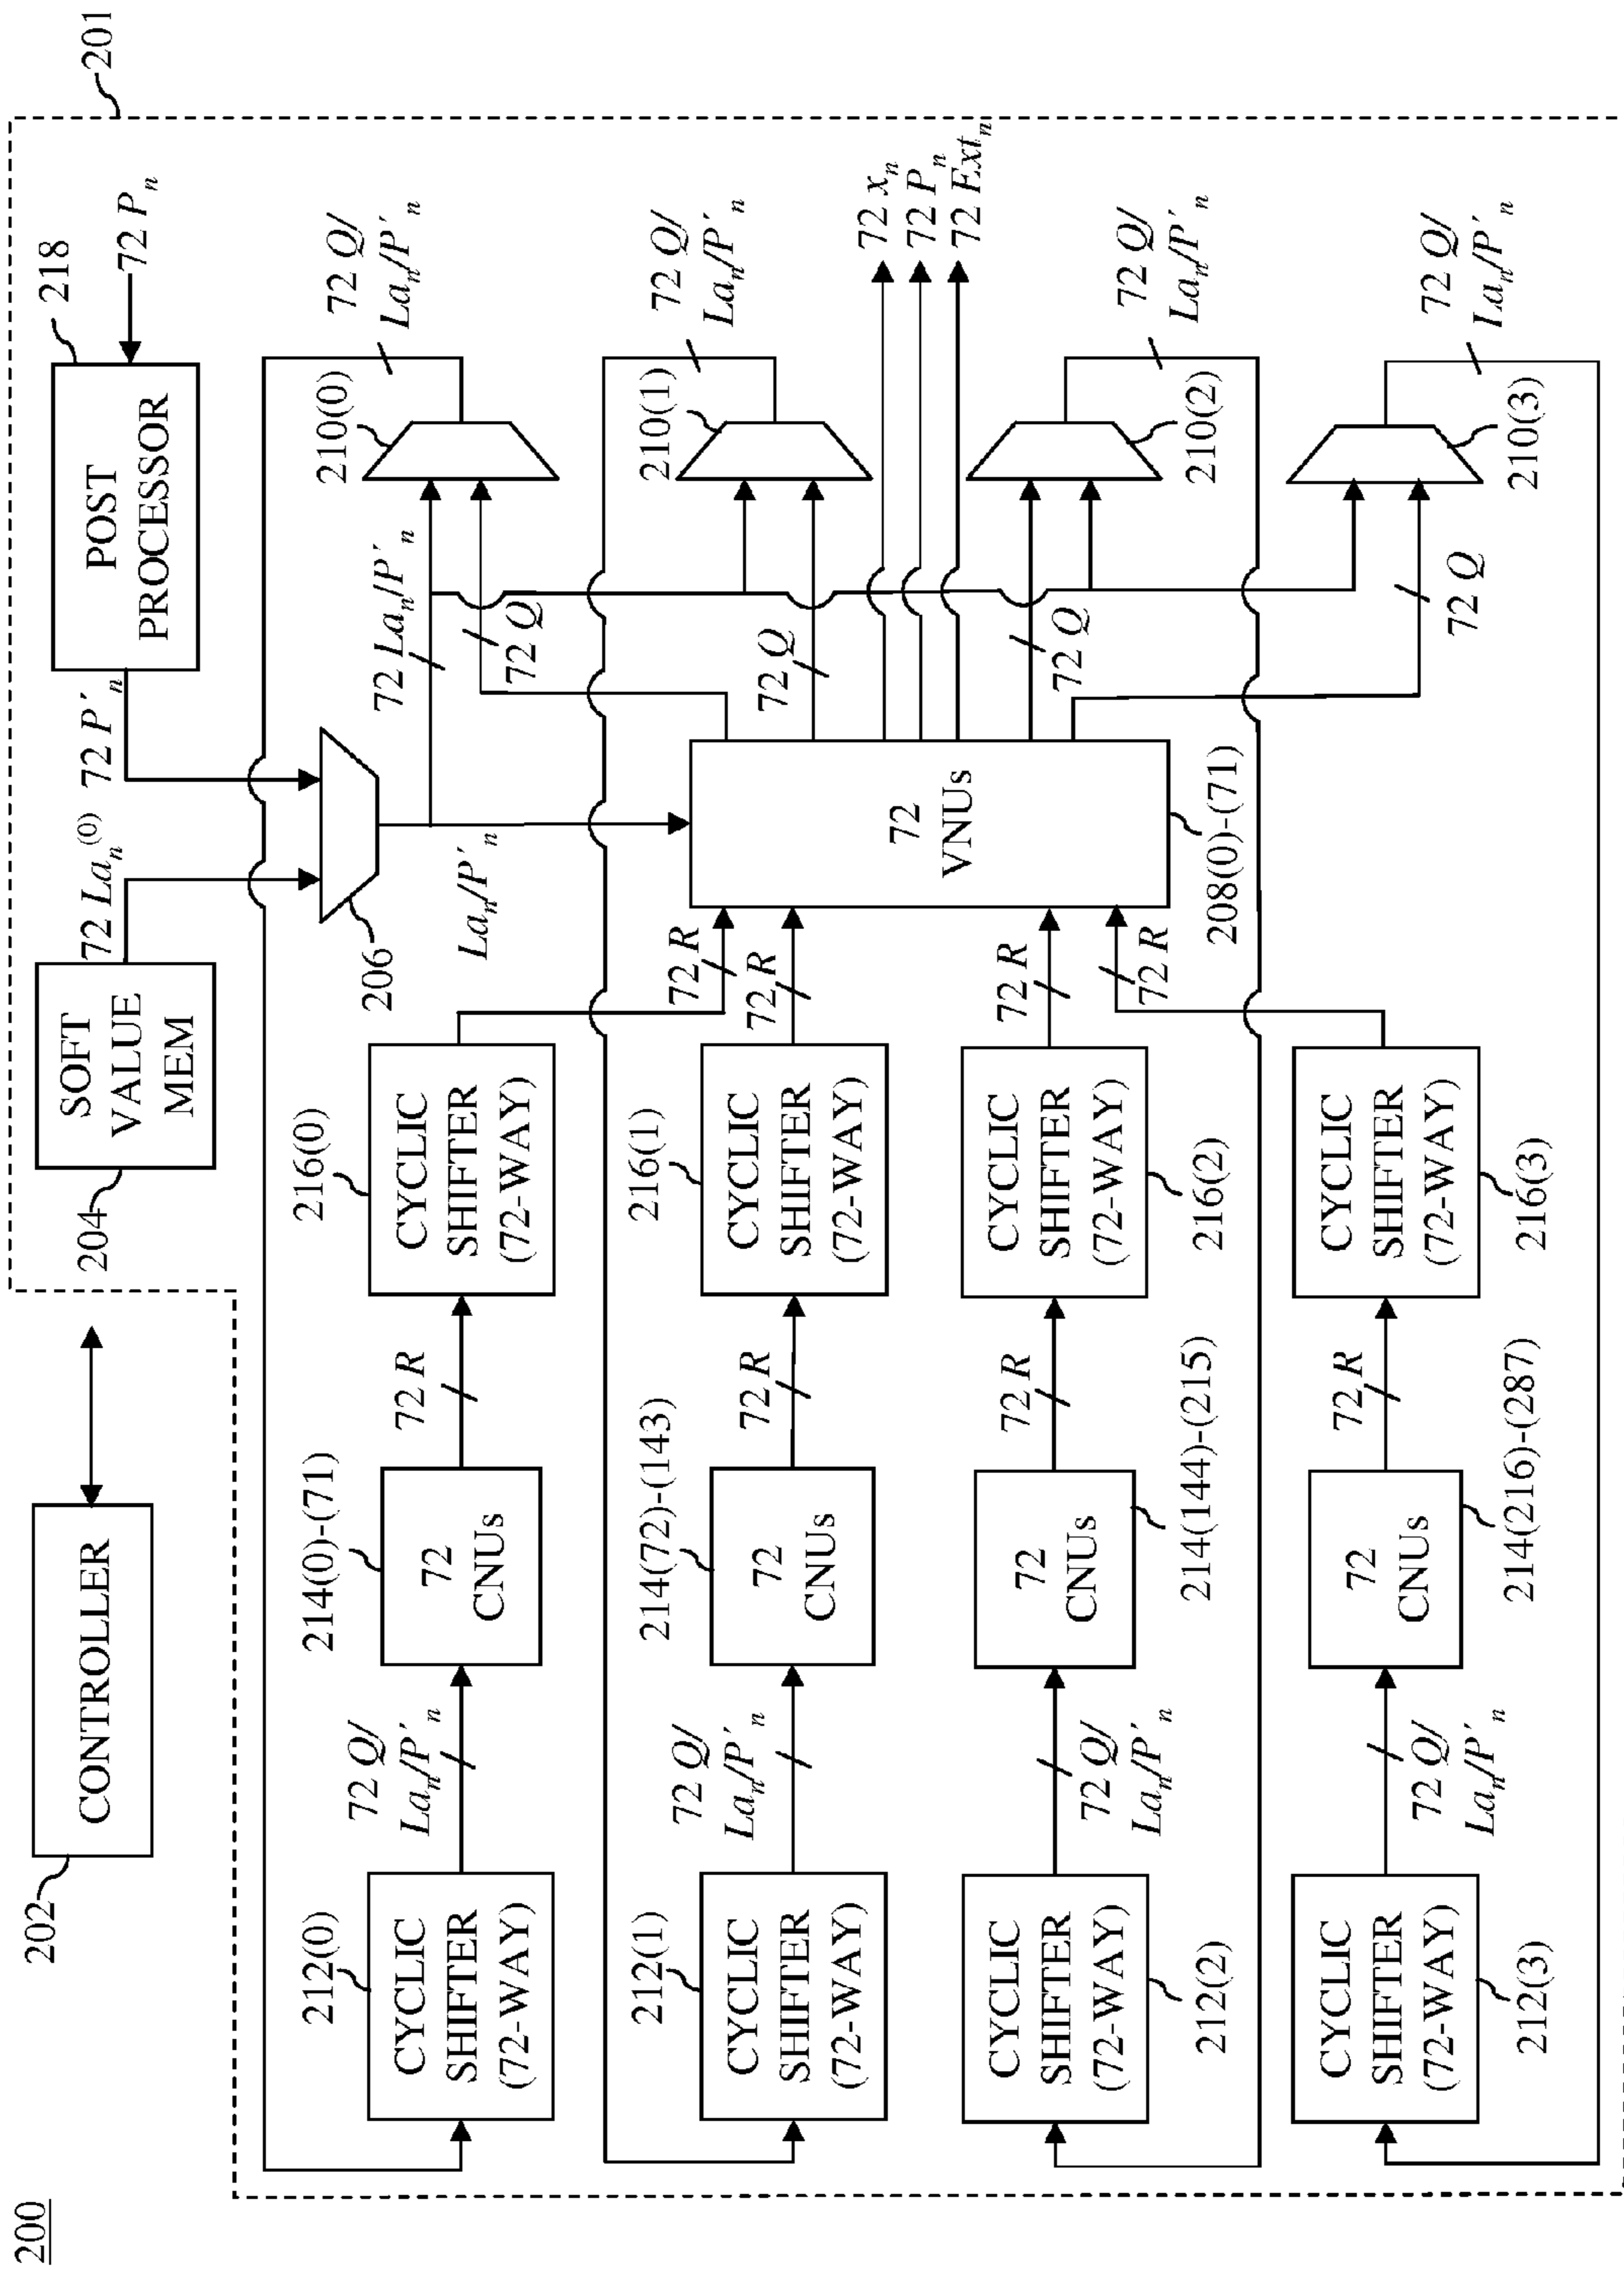 200
202
CONTROLLER
201
204
SOFT
VALUE
MEM
72 Laₙ⁽⁰⁾
72 P′ₙ
218
POST
PROCESSOR
72 Pₙ
206
Laₙ/P′ₙ
72 Laₙ/P′ₙ
212(0)
CYCLIC
SHIFTER
(72-WAY)
72 Q/
Laₙ/P′ₙ
214(0)-(71)
72
CNUs
72 R
216(0)
CYCLIC
SHIFTER
(72-WAY)
72 R
72 Q
210(0)
72 Q/
Laₙ/P′ₙ
212(1)
CYCLIC
SHIFTER
(72-WAY)
72 Q/
Laₙ/P′ₙ
214(72)-(143)
72
CNUs
72 R
216(1)
CYCLIC
SHIFTER
(72-WAY)
72 R
72 Q
210(1)
72 Q/
Laₙ/P′ₙ
72
VNUs
208(0)-(71)
72 xₙ
72 Pₙ
72 Extₙ
CYCLIC
SHIFTER
(72-WAY)
212(2)
72 Q/
Laₙ/P′ₙ
72
CNUs
214(144)-(215)
72 R
CYCLIC
SHIFTER
(72-WAY)
216(2)
72 R
72 Q
210(2)
72 Q/
Laₙ/P′ₙ
CYCLIC
SHIFTER
(72-WAY)
212(3)
72 Q/
Laₙ/P′ₙ
72
CNUs
214(216)-(287)
72 R
CYCLIC
SHIFTER
(72-WAY)
216(3)
72 R
72 Q
210(3)
72 Q/
Laₙ/P′ₙ